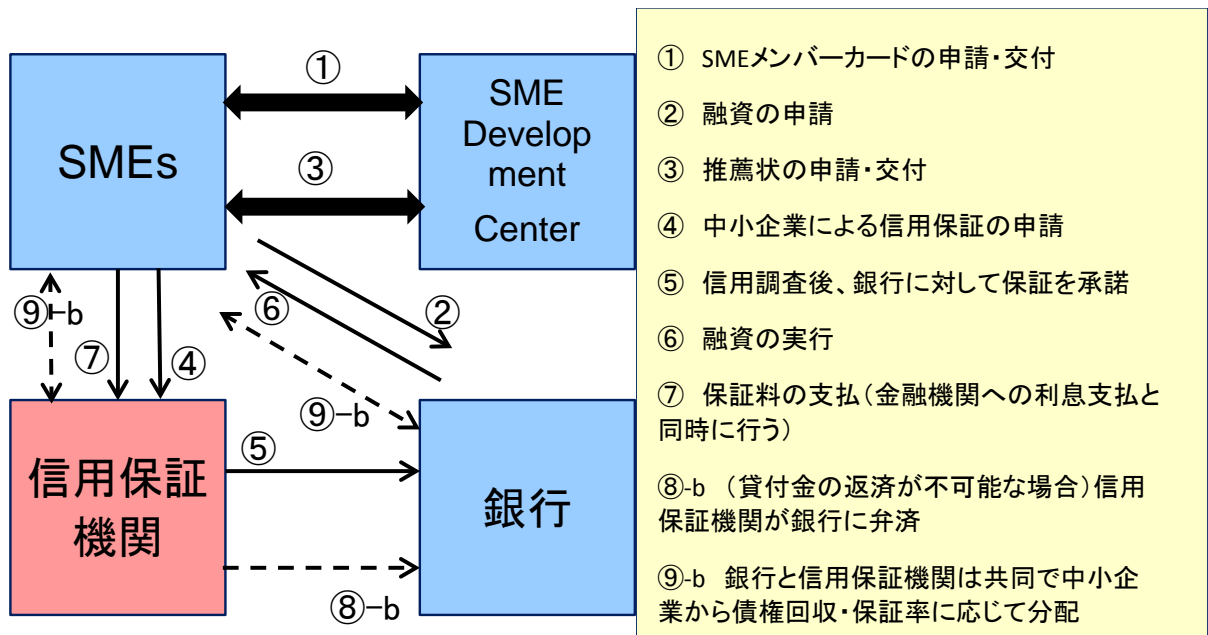 ①
SMEs
③
SME
Develop
ment
Center
⑨-b
⑦
④
⑥
②
⑨-b
⑤
信用保証
機関
銀行
⑧-b
① SMEメンバーカードの申請・交付
② 融資の申請
③ 推薦状の申請・交付
④ 中小企業による信用保証の申請
⑤ 信用調査後、銀行に対して保証を承諾
⑥ 融資の実行
⑦ 保証料の支払(金融機関への利息支払と
同時に行う)
⑧-b (貸付金の返済が不可能な場合)信用
保証機関が銀行に弁済
⑨-b 銀行と信用保証機関は共同で中小企
業から債権回収・保証率に応じて分配